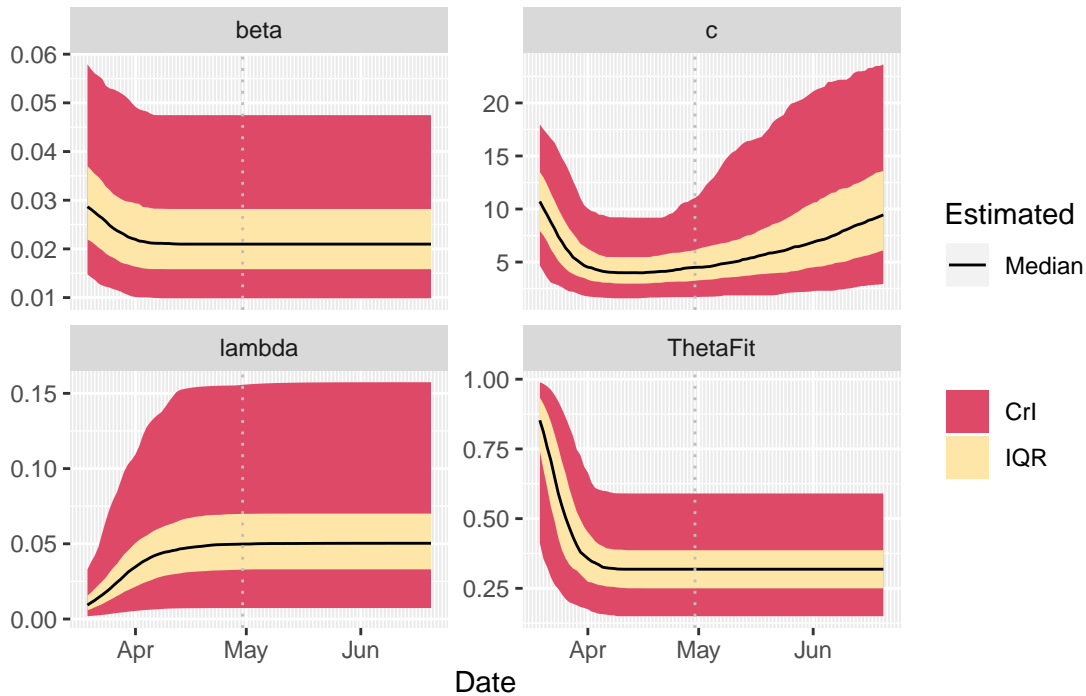 beta
c
0.06
0.05
0.04
0.03
0.02
0.01
20
15
10
5
lambda
ThetaFit
0.15
0.10
0.05
0.00
1.00
0.75
0.50
0.25
Apr
May
Jun
Apr
May
Jun
Date
Estimated
Median
CrI
IQR